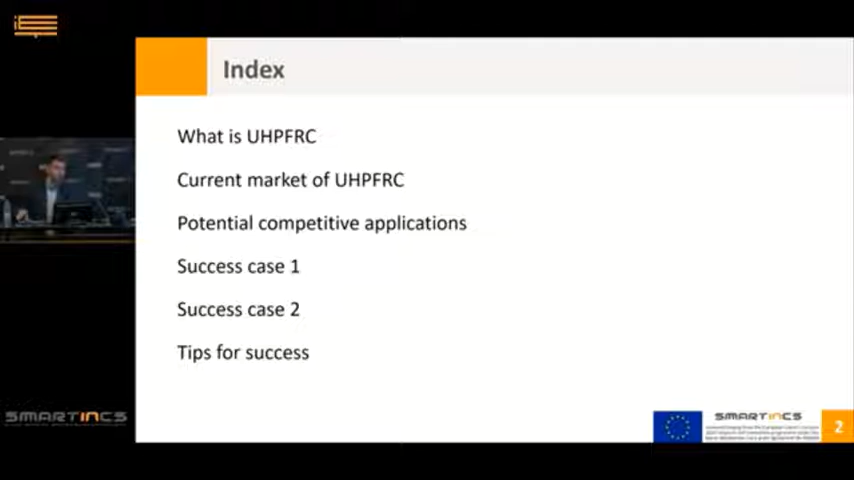 Index
What is UHPFRC
Current market of UHPFRC
Potential competitive applications
Success case 1
Success case 2
Tips for success
SMARTINCS
SMARTINCS
2